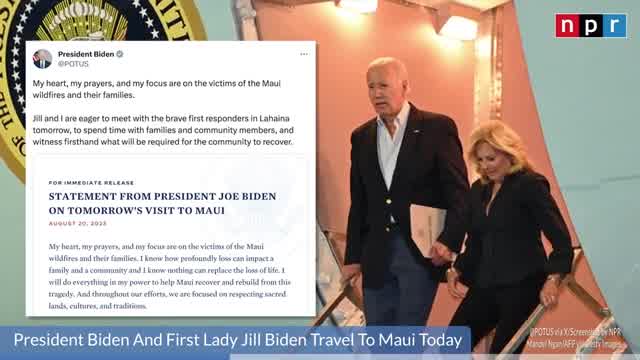 npr
President Biden
@POTUS
My heart, my prayers, and my focus are on the victims of the Maui
wildfires and their families.
Jill and I are eager to meet with the brave first responders in Lahaina
tomorrow, to spend time with families and community members, and
witness firsthand what will be required for the community to recover.
FOR IMMEDIATE RELEASE
STATEMENT FROM PRESIDENT JOE BIDEN
ON TOMORROW'S VISIT TO MAUI
AUGUST 20, 2023
My heart, my prayers, and my focus are on the victims of the Maui
wildfires and their families. I know how profoundly loss can impact a
family and a community and I know nothing can replace the loss of life. I
will do everything in my power to help Maui recover and rebuild from this
tragedy. And throughout our efforts, we are focused on respecting sacred
lands, cultures, and traditions.
@POTUS via X/Screenshot by NPR
Mandel Ngan/AFP via Getty Images
President Biden And First Lady Jill Biden Travel To Maui Today